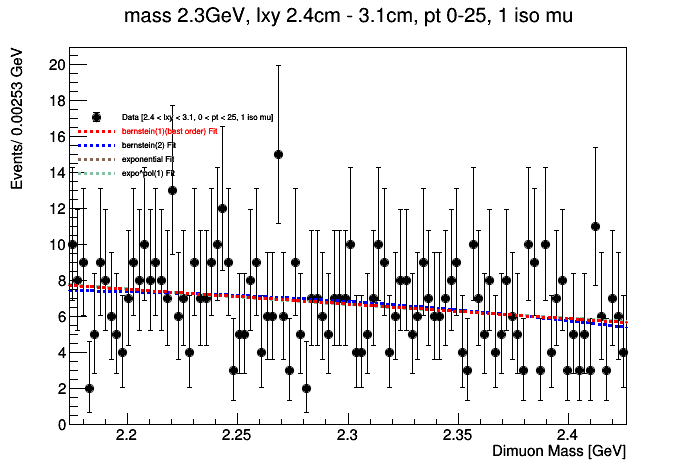 mass 2.3GeV, lxy 2.4cm - 3.1cm, pt 0-25, 1 iso mu
Events/ 0.00253 GeV
20
18
16
14
12
10
8
6
4
2
0
Data [2.4 < lxy < 3.1, 0 < pt < 25, 1 iso mu]
bernstein(1)(best order) Fit
bernstein(2) Fit
exponential Fit
expo*pol(1) Fit
2.2
2.25
2.3
2.35
2.4
Dimuon Mass [GeV]